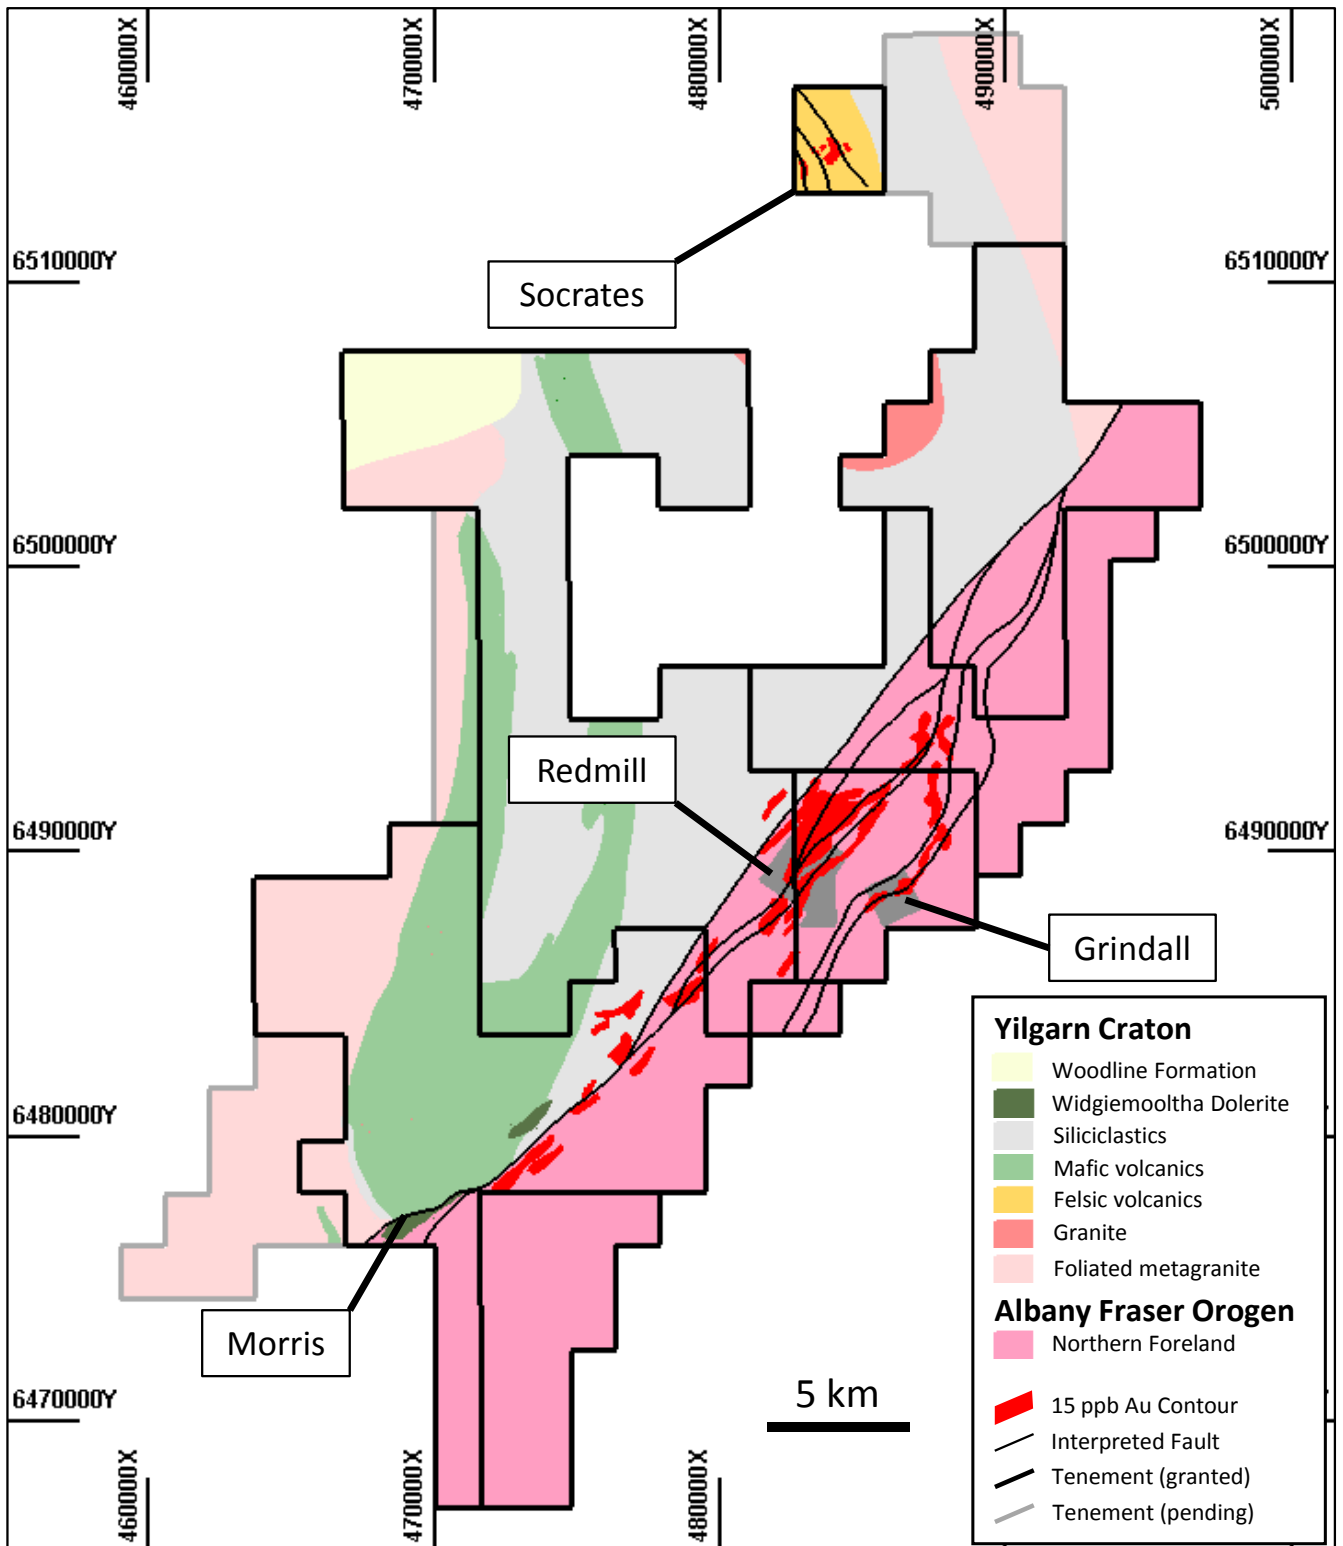 460000X
470000X
480000X
490000X
500000X
6510000Y
6510000Y
Socrates
6500000Y
6500000Y
Redmill
6490000Y
6490000Y
Grindall
Yilgarn Craton
Woodline Formation
Widgiemooltha Dolerite
Siliciclastics
Mafic volcanics
Felsic volcanics
Granite
Foliated metagranite
Albany Fraser Orogen
Northern Foreland
15 ppb Au Contour
Interpreted Fault
Tenement (granted)
Tenement (pending)
6480000Y
Morris
5 km
6470000Y
460000X
470000X
480000X